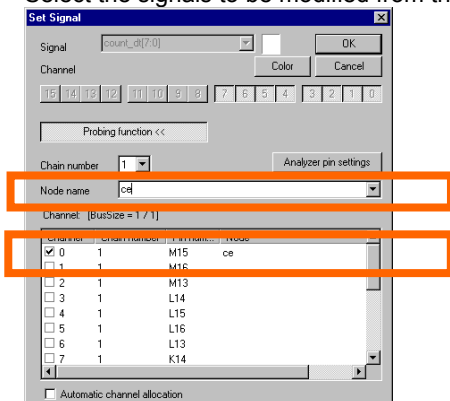 Select the signals to be modified from th
Set Signal
Signal count_dt[7:0] OK
Channel Color Cancel
15 14 13 12 11 10 9 8 7 6 5 4 3 2 1 0
Probing function <<
Chain number 1 Analyzer pin settings
Node name ce
Channel: [BusSize = 1 / 1]
Channel Chain number Pin num... Node
0 1 M15 ce
1 1 M16
2 1 M13
3 1 L14
4 1 L15
5 1 L16
6 1 L13
7 1 K14
Automatic channel allocation